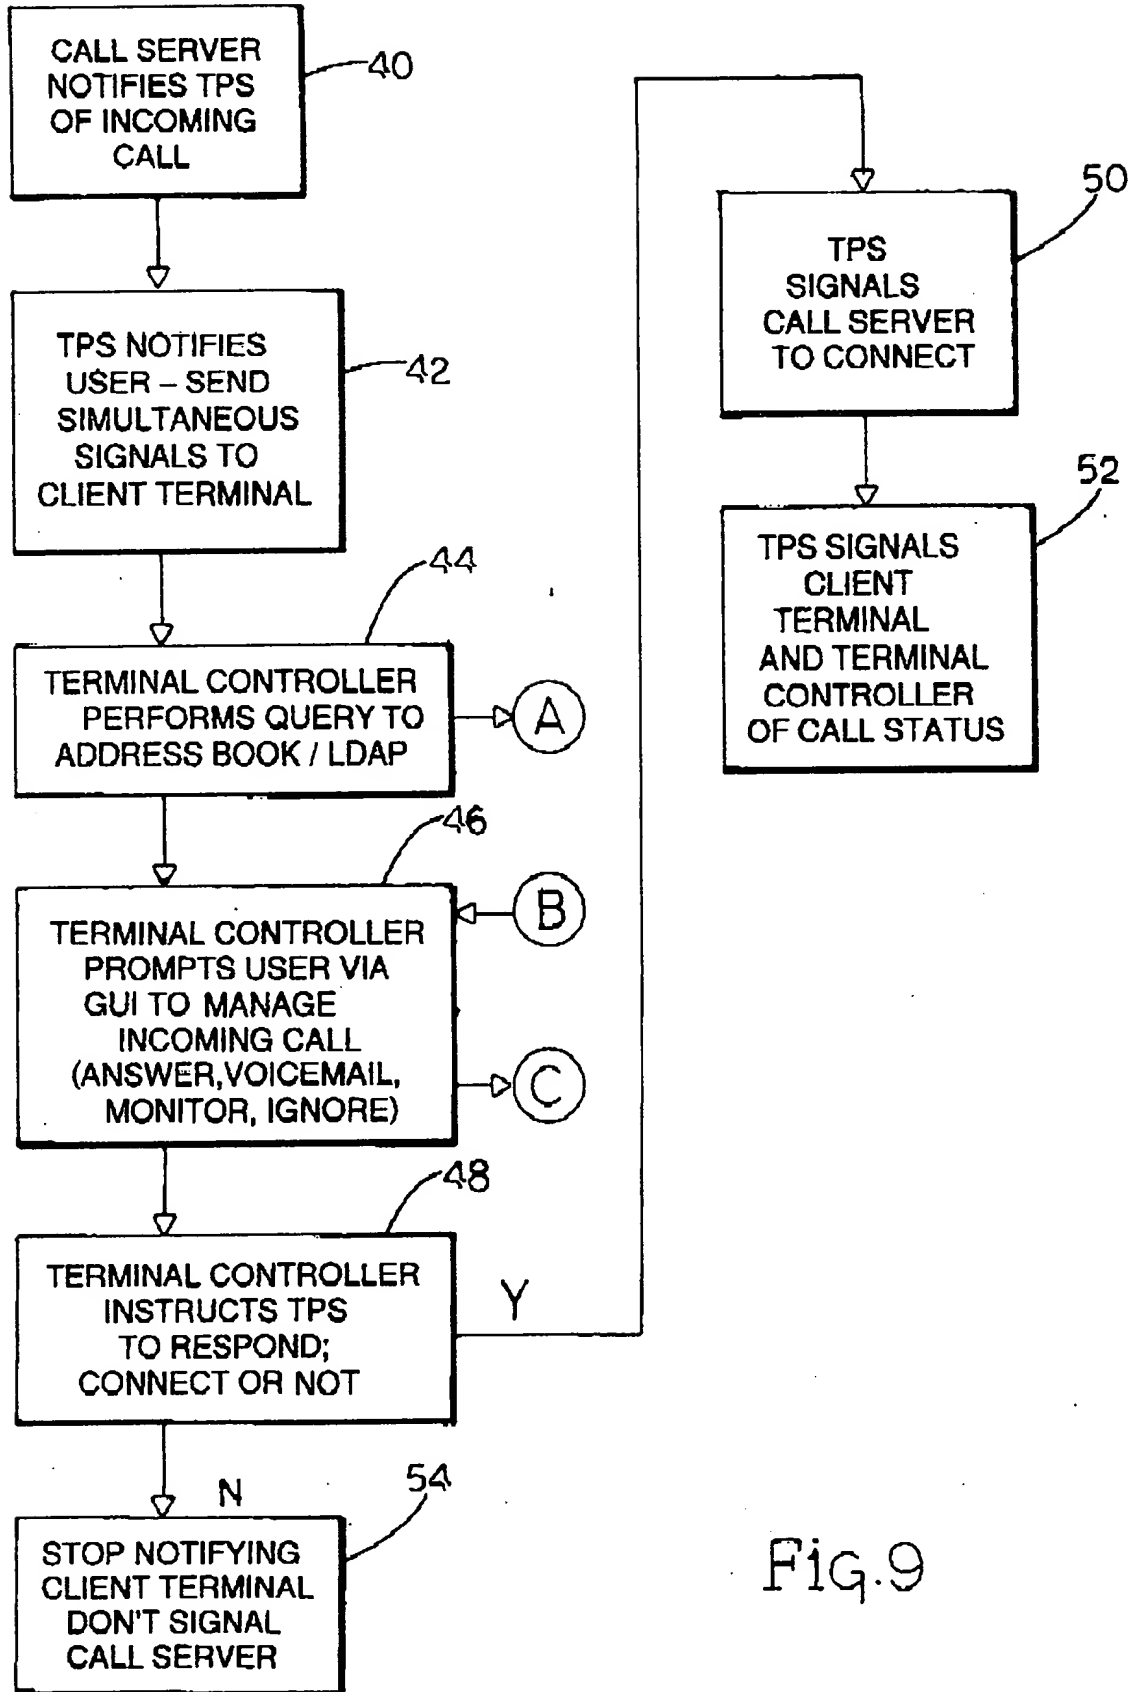 CALL SERVER
NOTIFIES TPS
OF INCOMING
CALL
40
TPS NOTIFIES
USER – SEND
SIMULTANEOUS
SIGNALS TO
CLIENT TERMINAL
42
44
TERMINAL CONTROLLER
PERFORMS QUERY TO
ADDRESS BOOK / LDAP
A
46
TERMINAL CONTROLLER
PROMPTS USER VIA
GUI TO MANAGE
INCOMING CALL
(ANSWER,VOICEMAIL,
MONITOR, IGNORE)
B
C
48
TERMINAL CONTROLLER
INSTRUCTS TPS
TO RESPOND;
CONNECT OR NOT
Y
N
54
STOP NOTIFYING
CLIENT TERMINAL
DON'T SIGNAL
CALL SERVER
50
TPS
SIGNALS
CALL SERVER
TO CONNECT
52
TPS SIGNALS
CLIENT
TERMINAL
AND TERMINAL
CONTROLLER
OF CALL STATUS
Fig.9